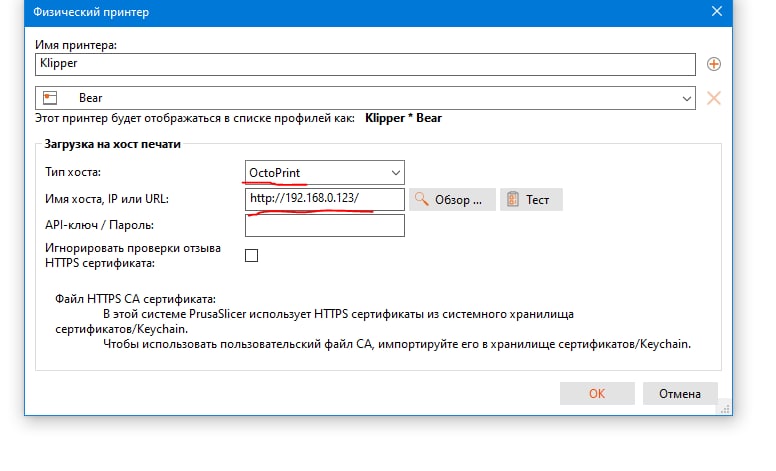 Физический принтер
Имя принтера:
Klipper
Bear
Этот принтер будет отображаться в списке профилей как: Klipper * Bear
Загрузка на хост печати
Тип хоста:
OctoPrint
Имя хоста, IP или URL:
http://192.168.0.123/
Обзор ...
Тест
API-ключ / Пароль:
Игнорировать проверки отзыва
HTTPS сертификата:
Файл HTTPS CA сертификата:
В этой системе PrusaSlicer использует HTTPS сертификаты из системного хранилища
сертификатов/Keychain.
Чтобы использовать пользовательский файл CA, импортируйте его в хранилище сертификатов/Keychain.
ОК
Отмена